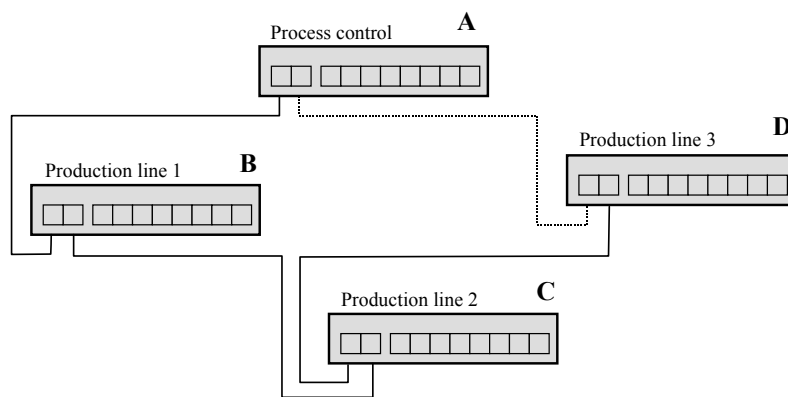 Process control
A
Production line 3
D
Production line 1
B
Production line 2
C